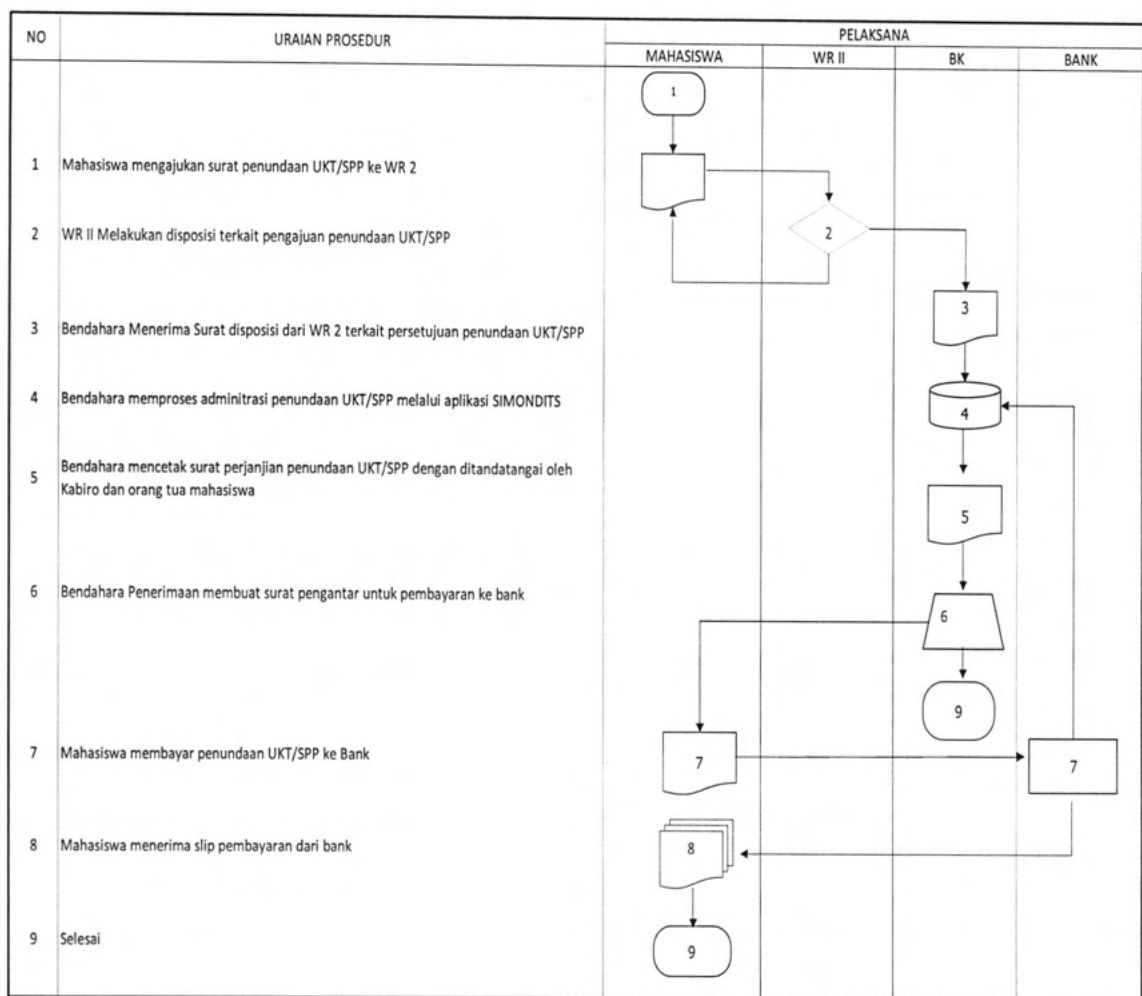 NO
URAIAN PROSEDUR
PELAKSANA
MAHASISWA
WR II
BK
BANK
1
1
Mahasiswa mengajukan surat penundaan UKT/SPP ke WR 2
2
WR II Melakukan disposisi terkait pengajuan penundaan UKT/SPP
2
3
Bendahara Menerima Surat disposisi dari WR 2 terkait persetujuan penundaan UKT/SPP
3
4
Bendahara memproses adminitrasi penundaan UKT/SPP melalui aplikasi SIMONDITS
4
5
Bendahara mencetak surat perjanjian penundaan UKT/SPP dengan ditandatangai oleh
Kabiro dan orang tua mahasiswa
5
6
Bendahara Penerimaan membuat surat pengantar untuk pembayaran ke bank
6
9
7
Mahasiswa membayar penundaan UKT/SPP ke Bank
7
7
8
Mahasiswa menerima slip pembayaran dari bank
8
9
Selesai
9